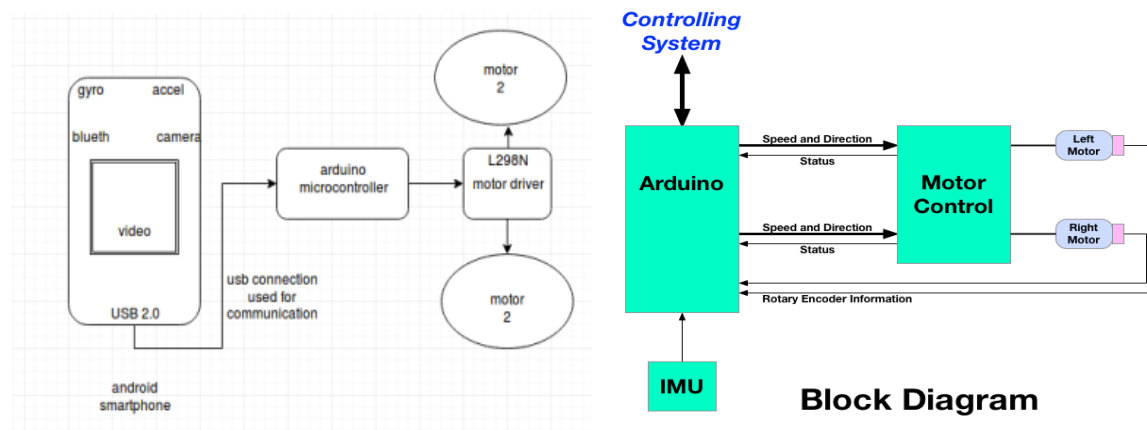 gyro accel
blueth camera
video
USB 2.0
android
smartphone
usb connection
used for
communication
arduino
microcontroller
L298N
motor driver
motor
2
motor
2
Controlling
System
Arduino
Speed and Direction
Status
Speed and Direction
Status
Rotary Encoder Information
Motor
Control
Left
Motor
Right
Motor
IMU
Block Diagram